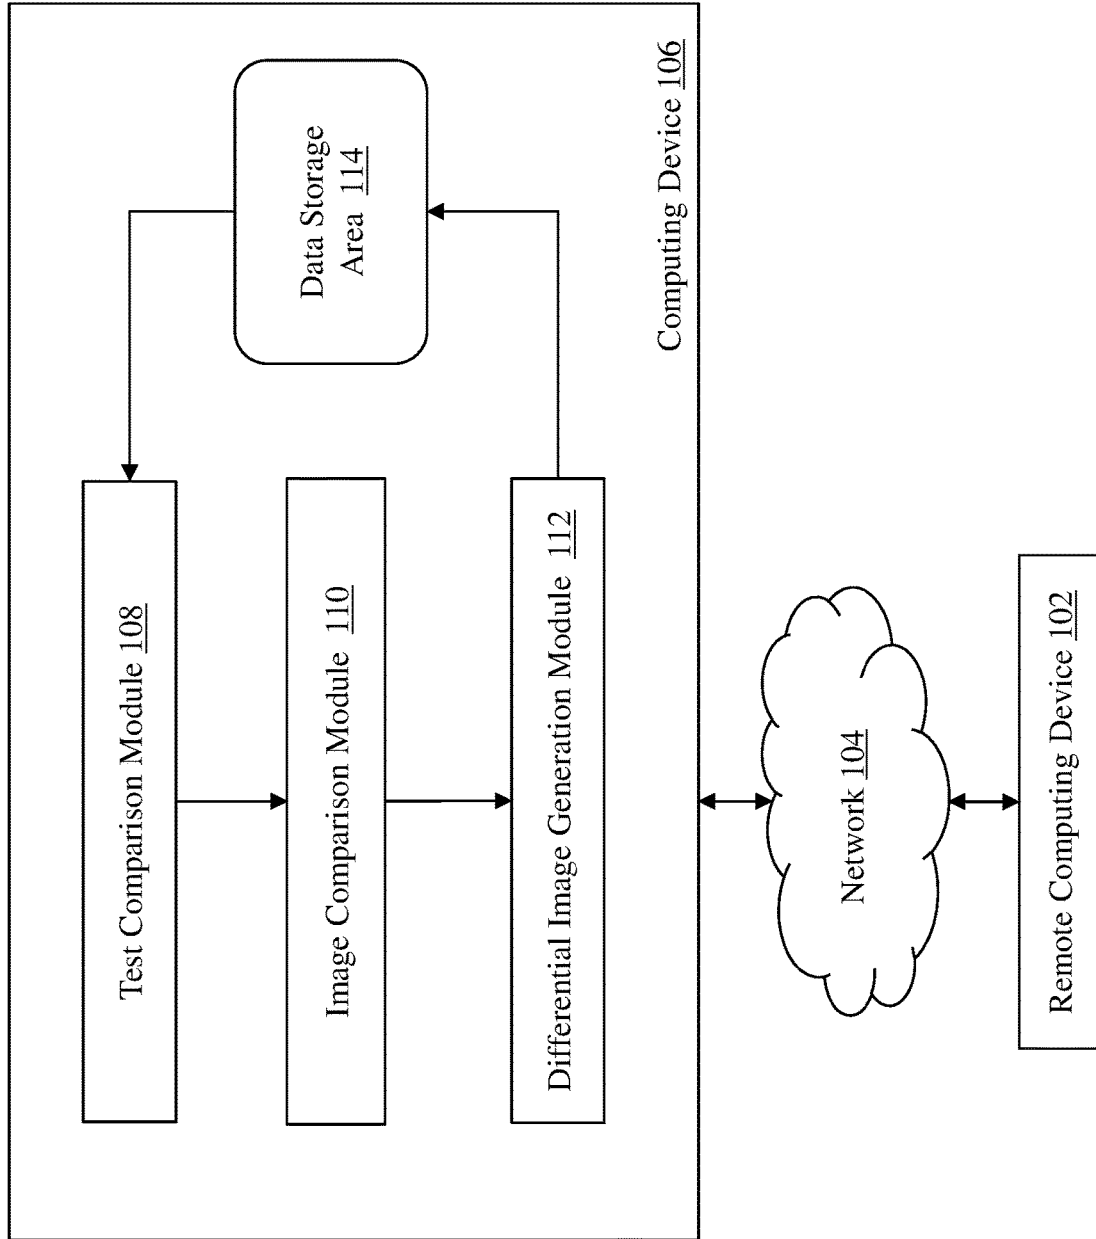 Test Comparison Module 108
Image Comparison Module 110
Differential Image Generation Module 112
Data Storage
Area 114
Computing Device 106
Network 104
Remote Computing Device 102